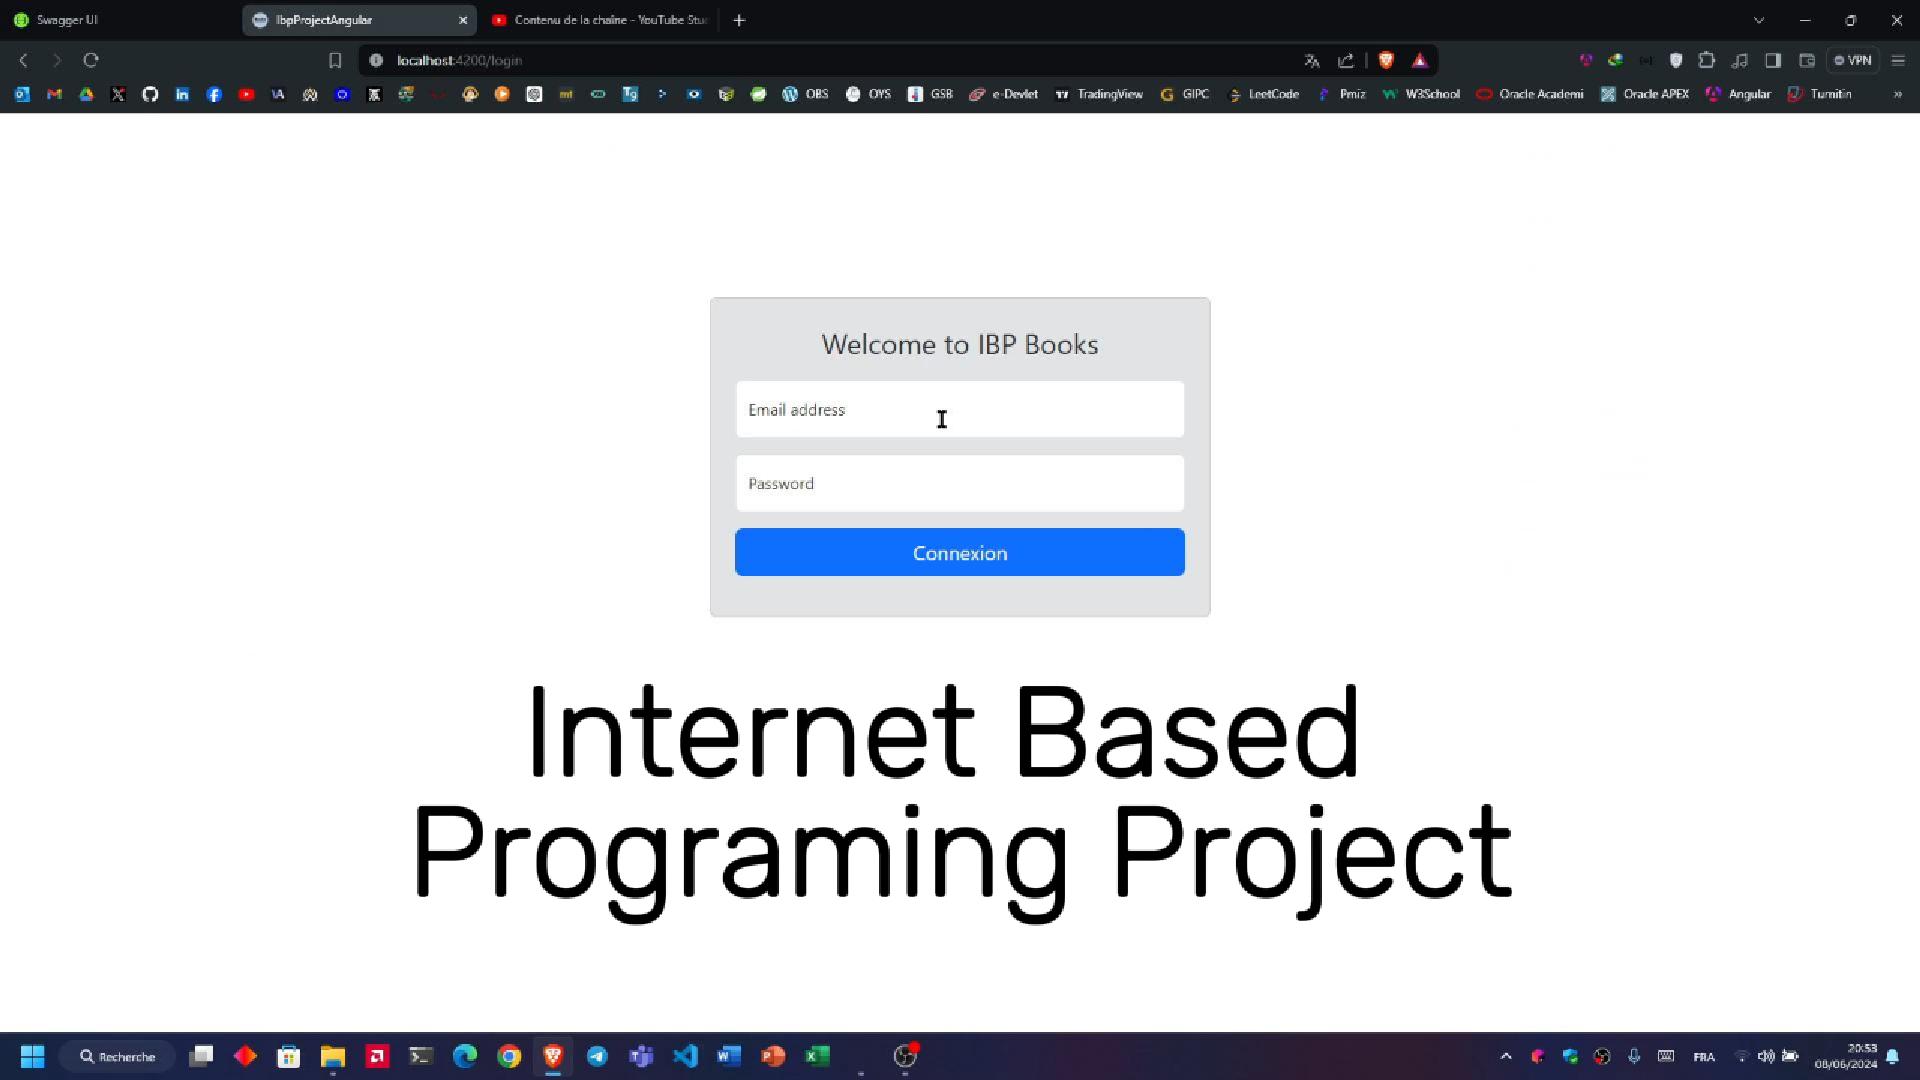 Swagger UI
IbpProjectAngular
Contenu de la chaîne - YouTube Stu
localhost:4200/login
VPN
OBS
OYS
GSB
e-Devlet
TradingView
GIPC
LeetCode
Pmiz
W3School
Oracle Academi
Oracle APEX
Angular
Turnitin
Welcome to IBP Books
Email address
Password
Connexion
Internet Based
Programing Project
Recherche
FRA
20:53
08/06/2024